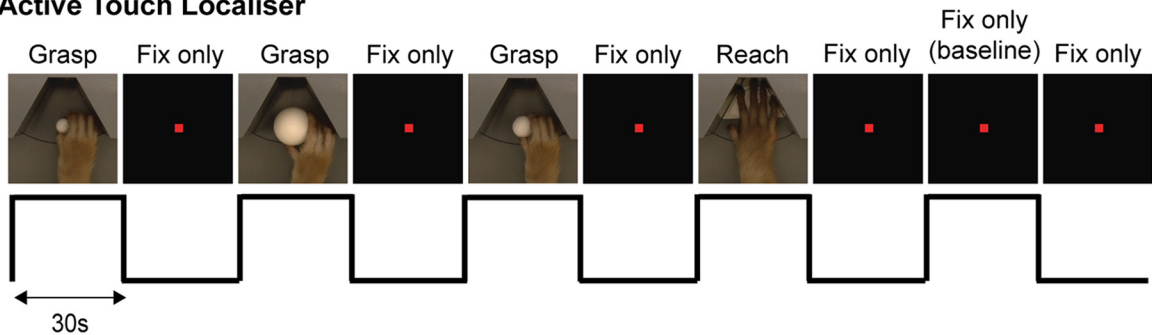 Active Touch Localiser
Grasp
Fix only
Grasp
Fix only
Grasp
Fix only
Reach
Fix only
Fix only
(baseline)
Fix only
30s